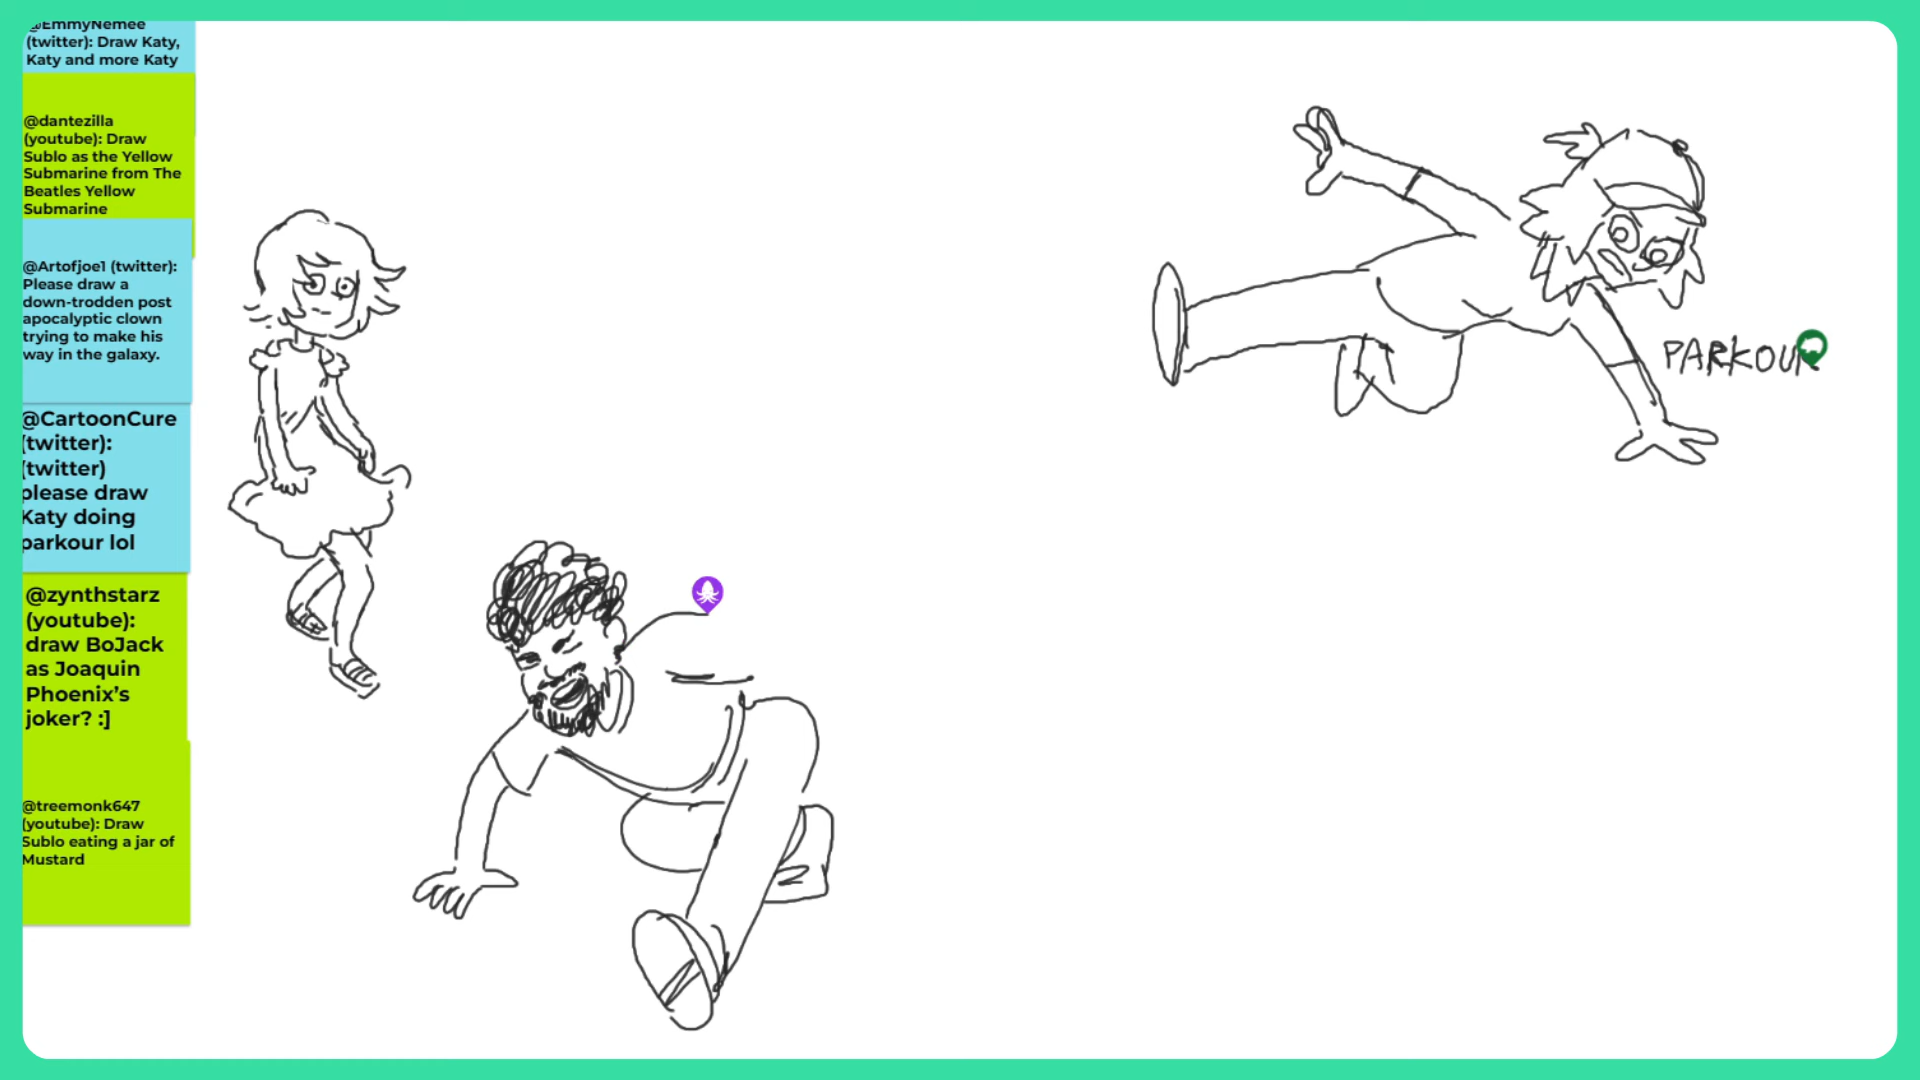 @EmmyNemee
(twitter): Draw Katy,
Katy and more Katy
@dantezilla
(youtube): Draw
Sublo as the Yellow
Submarine from The
Beatles Yellow
Submarine
@Artofjoe1 (twitter):
Please draw a
down-trodden post
apocalyptic clown
trying to make his
way in the galaxy.
@CartoonCure
(twitter):
(twitter)
please draw
Katy doing
parkour lol
@zynthstarz
(youtube):
draw BoJack
as Joaquin
Phoenix’s
joker? :]
@treemonk647
(youtube): Draw
Sublo eating a jar of
Mustard
PARKOUR